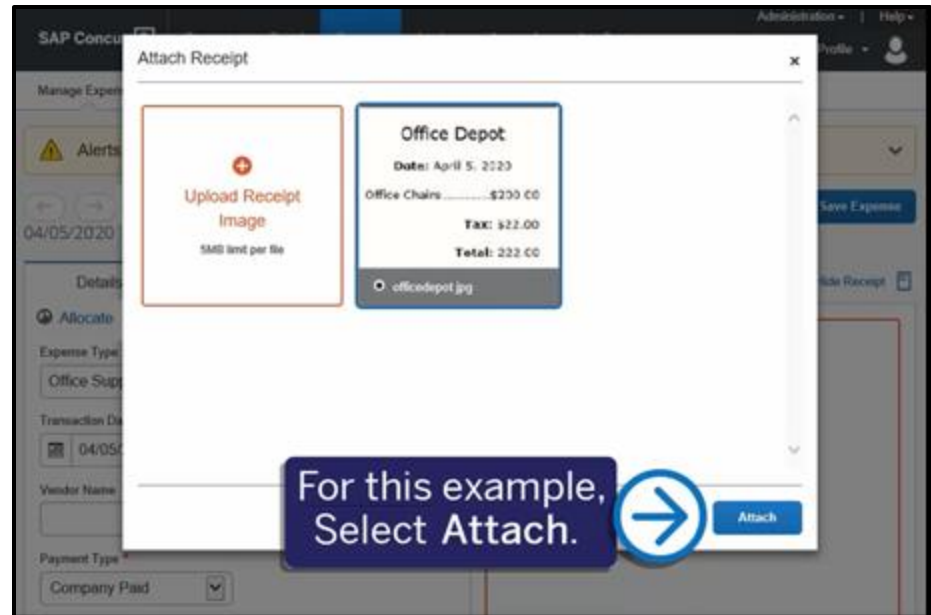 Administration | Help
SAP Concur
Profile
Attach Receipt
×
Manage Expen
Alerts
Upload Receipt
Image
5MB limit per file
Office Depot
Date: April 5, 2020
Office Chairs...........$200.00
Tax: $22.00
Total: 222.00
officedepot.jpg
Save Expense
04/05/2020
Details
Hide Receipt
Allocate
Expense Type
Office Supp
Transaction Da
04/05/
Vendor Name
For this example,
Select Attach.
Attach
Payment Type *
Company Paid